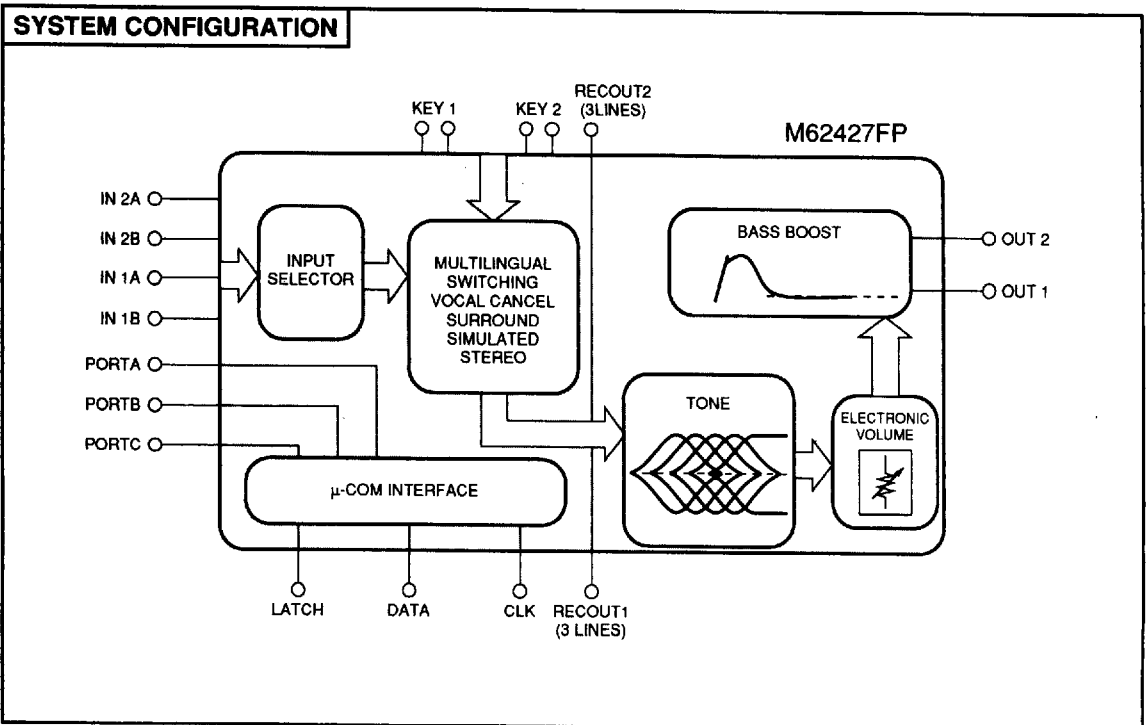 SYSTEM CONFIGURATION
RECOUT2
(3LINES)
KEY 1
KEY 2
M62427FP
IN 2A
IN 2B
IN 1A
IN 1B
PORTA
PORTB
PORTC
INPUT
SELECTOR
MULTILINGUAL
SWITCHING
VOCAL CANCEL
SURROUND
SIMULATED
STEREO
BASS BOOST
OUT 2
OUT 1
TONE
ELECTRONIC
VOLUME
μ-COM INTERFACE
LATCH
DATA
CLK
RECOUT1
(3 LINES)